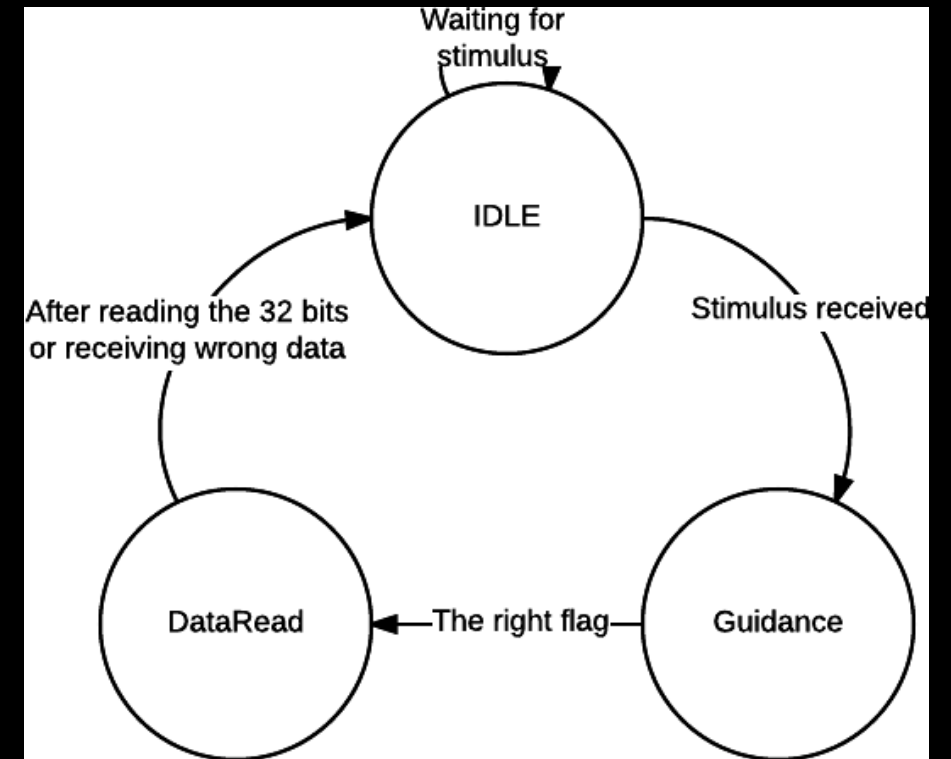 Waiting for
stimulus
IDLE
After reading the 32 bits
or receiving wrong data
Stimulus received
DataRead
The right flag
Guidance